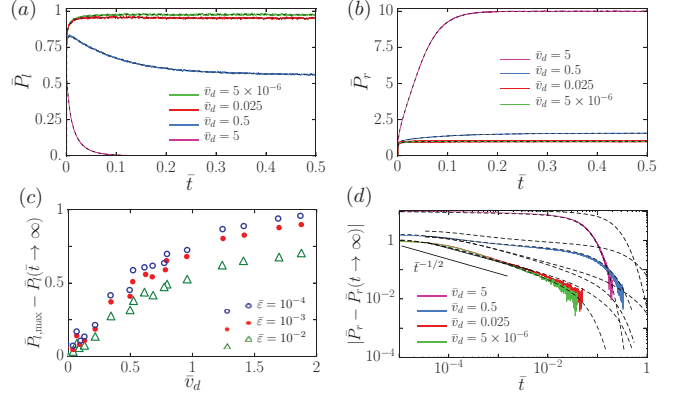 (a)
1
0.75
0.5
0.25
0.
P̄_l
v̄_d = 5 × 10^{-6}
v̄_d = 0.025
v̄_d = 0.5
v̄_d = 5
0 0.1 0.2 0.3 0.4 0.5
t̄
(b)
10
7.5
5.0
2.5
0.
P̄_r
v̄_d = 5
v̄_d = 0.5
v̄_d = 0.025
v̄_d = 5 × 10^{-6}
0 0.1 0.2 0.3 0.4 0.5
t̄
(c)
1
0.5
0
P̄_{l,max} − P̄_l(t̄ → ∞)
ε̄ = 10^{-4}
ε̄ = 10^{-3}
ε̄ = 10^{-2}
0 0.5 1 1.5 2
v̄_d
(d)
1
10^{-2}
10^{-4}
|P̄_r − P̄_r(t → ∞)|
t̄^{-1/2}
v̄_d = 5
v̄_d = 0.5
v̄_d = 0.025
v̄_d = 5 × 10^{-6}
10^{-4} 10^{-2} 1
t̄